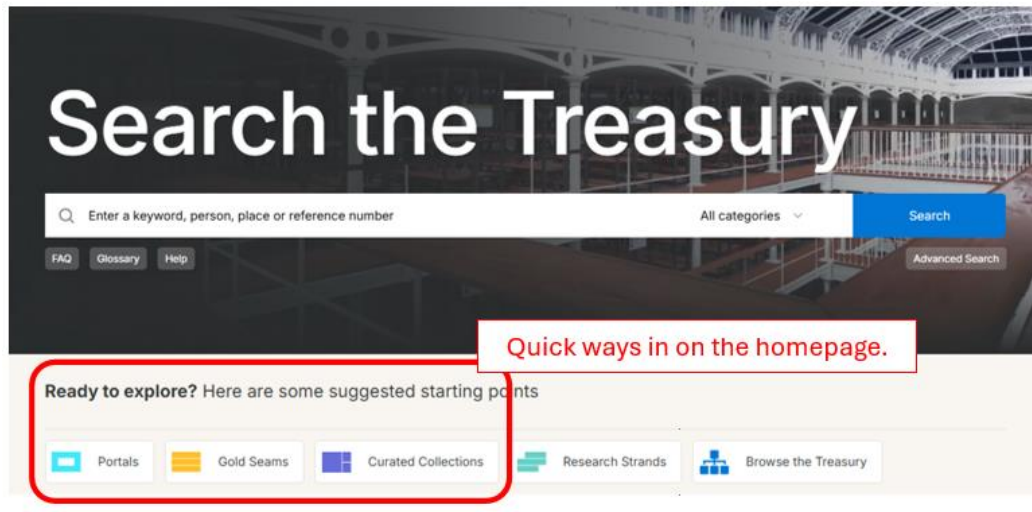 Search the Treasury
Enter a keyword, person, place or reference number All categories Search
FAQ Glossary Help Advanced Search
Quick ways in on the homepage.
Ready to explore? Here are some suggested starting points
Portals Gold Seams Curated Collections Research Strands Browse the Treasury